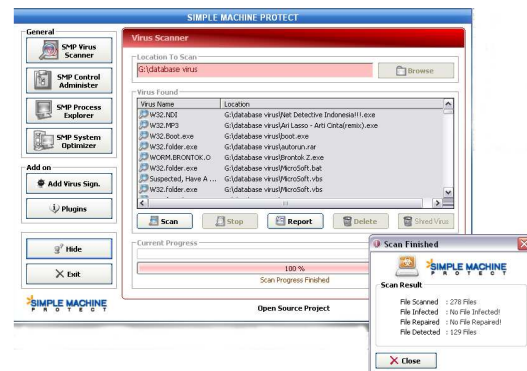 SIMPLE MACHINE PROTECT
General
SMP Virus
Scanner
SMP Control
Administer
SMP Process
Explorer
SMP System
Optimizer
Add on
Add Virus Sign.
Plugins
Hide
Exit
SIMPLE MACHINE
PROTECT
Virus Scanner
Location To Scan
G:\database virus
Browse
Virus Found
Virus Name Location
W32.NDI G:\database virus\Net Detective Indonesia!!!.exe
W32.MP3 G:\database virus\Ari Lasso - Arti Cinta(remix).exe
W32.Boot.exe G:\database virus\boot.exe
W32.folder.exe G:\database virus\autorun.rar
WORM.BRONTOK.O G:\database virus\Brontok Z.exe
W32.folder.exe G:\database virus\MicroSoft.bat
Suspected, Have A ... G:\database virus\MicroSoft.vbs
W32.folder.exe G:\database virus\MicroSoft.vbs
Scan Stop Report Delete Shred Virus
Current Progress
100 %
Scan Progress Finished
Open Source Project
Scan Finished
SIMPLE MACHINE
PROTECT
Scan Result
File Scanned : 278 Files
File Infected : No File Infected!
File Repaired : No File Repaired!
File Detected : 129 Files
Close